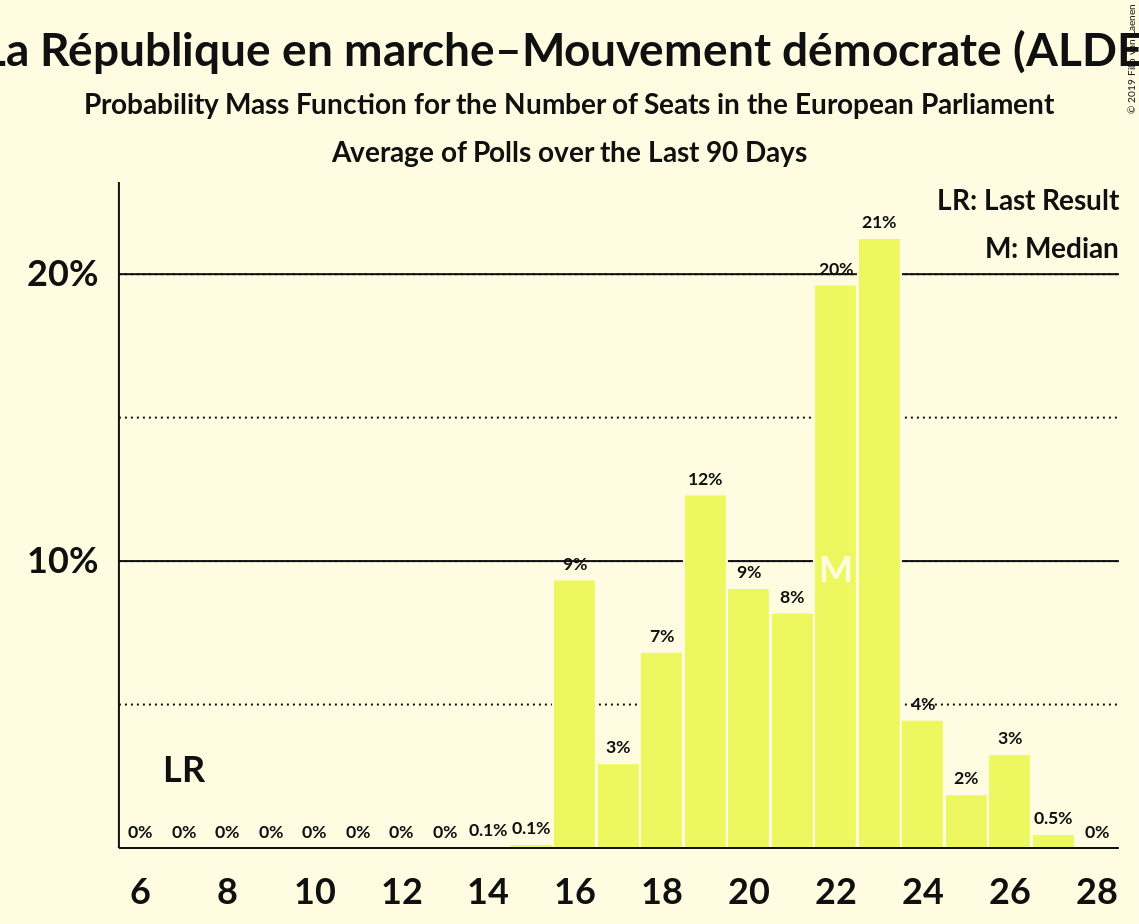 La République en marche–Mouvement démocrate (ALDE
Probability Mass Function for the Number of Seats in the European Parliament
Average of Polls over the Last 90 Days
© 2019 Filip
LR: Last Result
M: Median
21%
20%
20%
12%
10%
9%
9%
M
8%
7%
4%
3%
3%
2%
LR
0% 0% 0% 0% 0% 0% 0% 0% 0.1% 0.1% 0.5% 0%
6 8 10 12 14 16 18 20 22 24 26 28